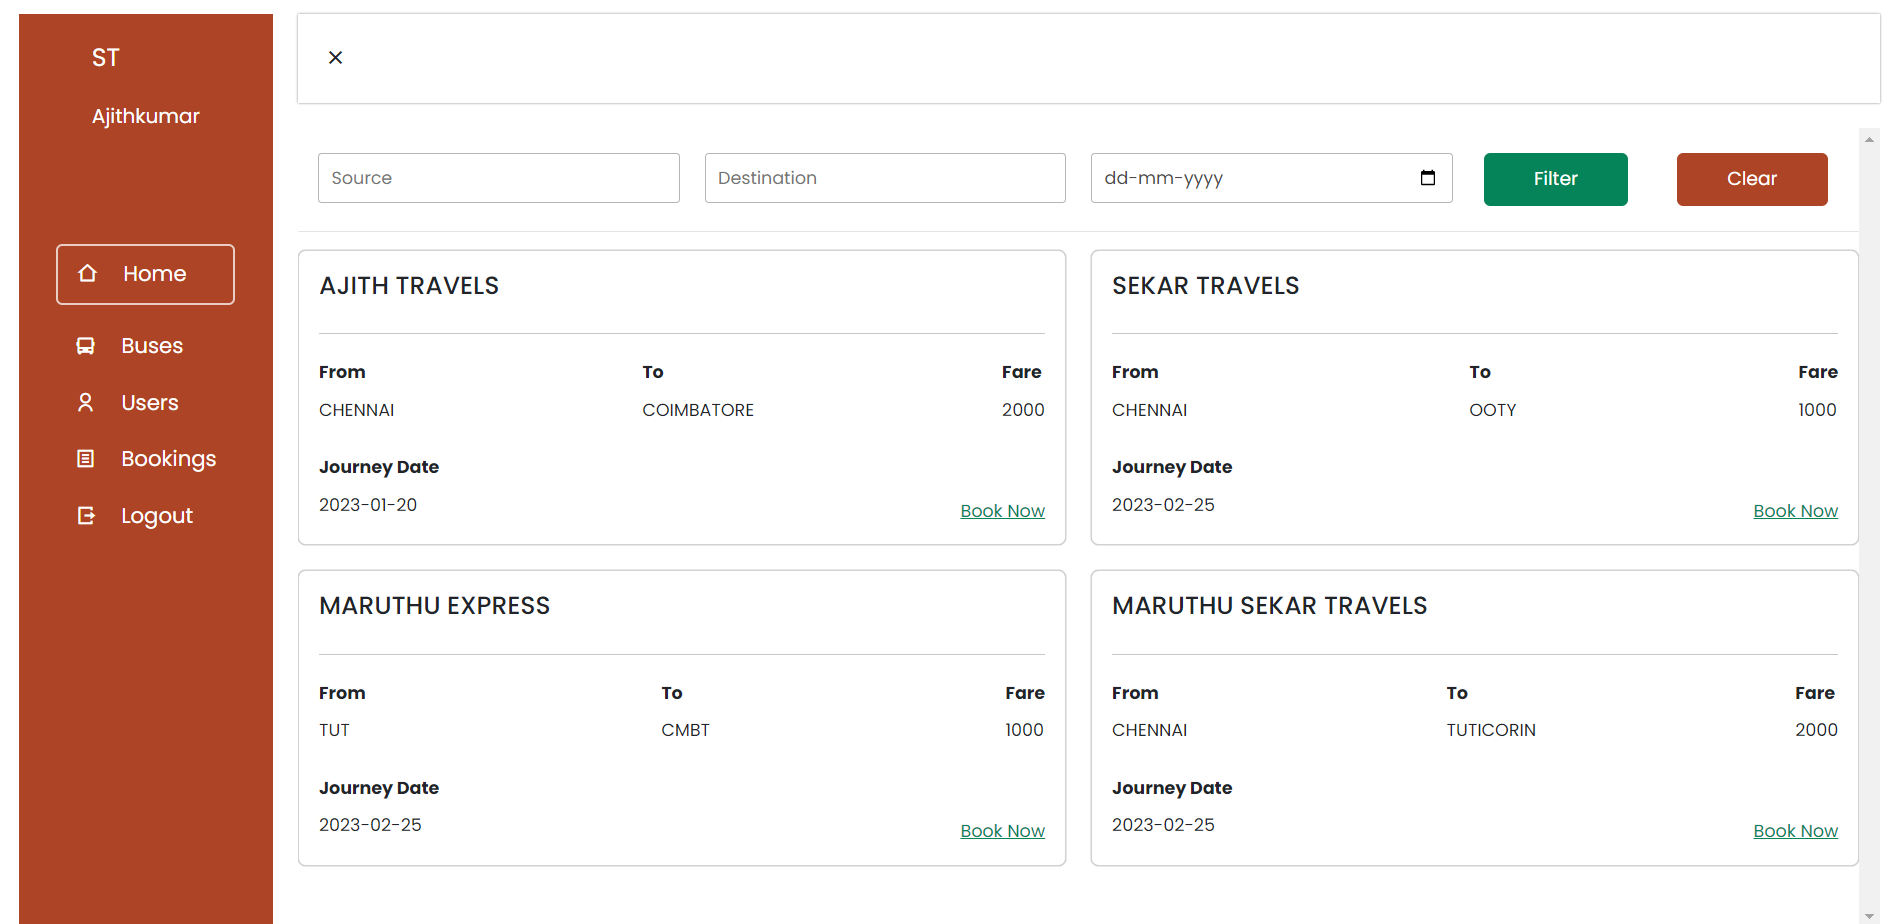 ST
Ajithkumar
Home
Buses
Users
Bookings
Logout
Source Destination dd-mm-yyyy Filter Clear
AJITH TRAVELS
From To Fare
CHENNAI COIMBATORE 2000
Journey Date
2023-01-20
Book Now
SEKAR TRAVELS
From To Fare
CHENNAI OOTY 1000
Journey Date
2023-02-25
Book Now
MARUTHU EXPRESS
From To Fare
TUT CMBT 1000
Journey Date
2023-02-25
Book Now
MARUTHU SEKAR TRAVELS
From To Fare
CHENNAI TUTICORIN 2000
Journey Date
2023-02-25
Book Now